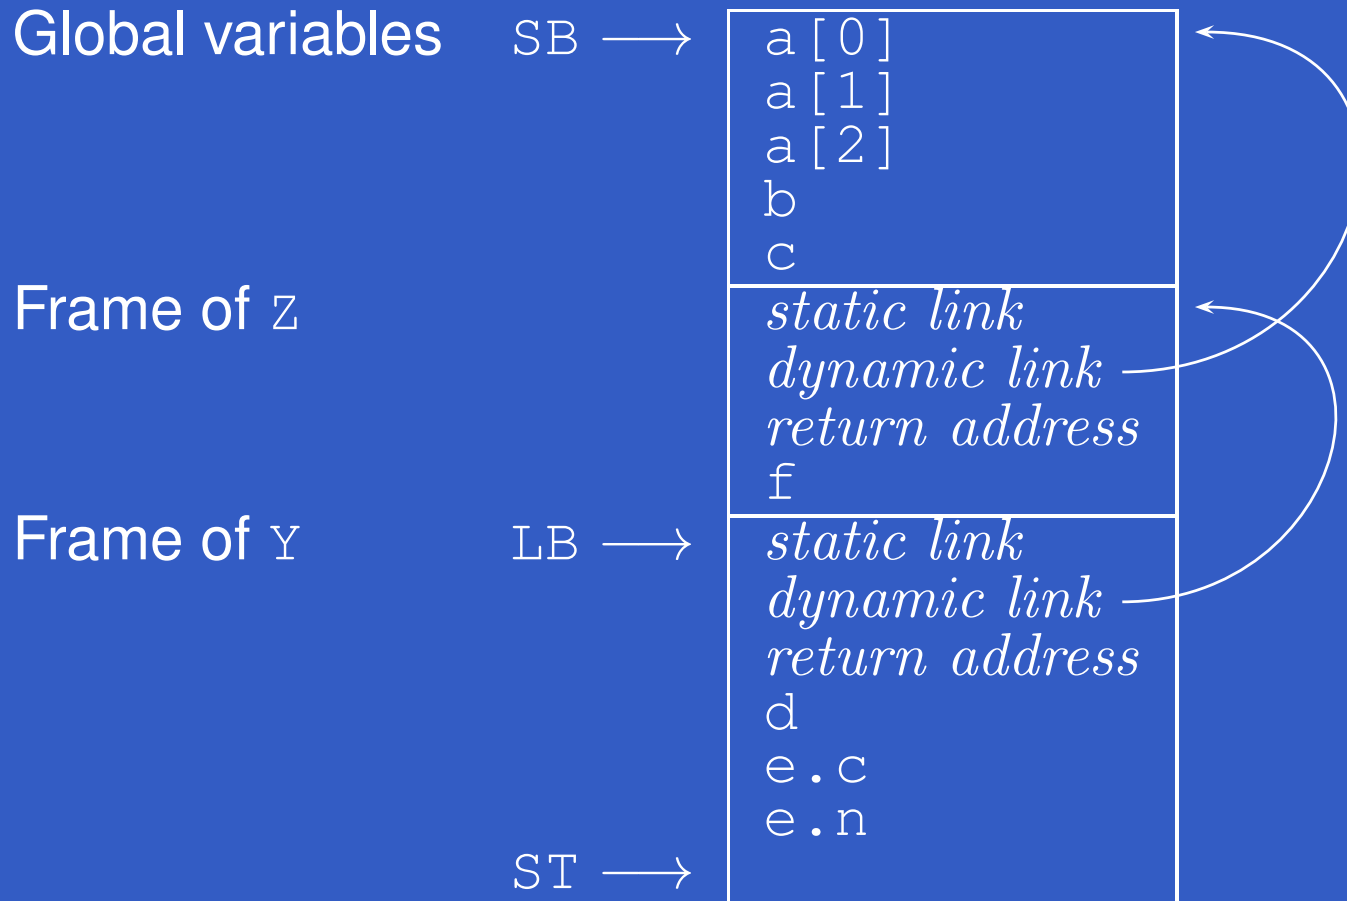 Global variables SB a[0]
a[1]
a[2]
b
c
Frame of Z static link
dynamic link
return address
f
Frame of Y LB static link
dynamic link
return address
d
e.c
e.n
ST